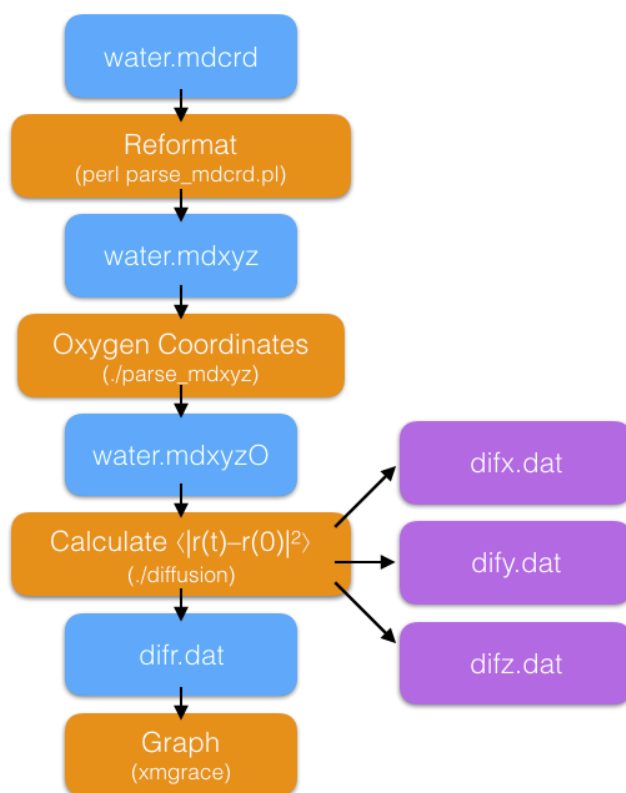 water.mdcrd
Reformat
(perl parse_mdcrd.pl)
water.mdxyz
Oxygen Coordinates
(./parse_mdxyz)
water.mdxyzO
difx.dat
Calculate ⟨|r(t)–r(0)|²⟩
(./diffusion)
dify.dat
difr.dat
difz.dat
Graph
(xmgrace)